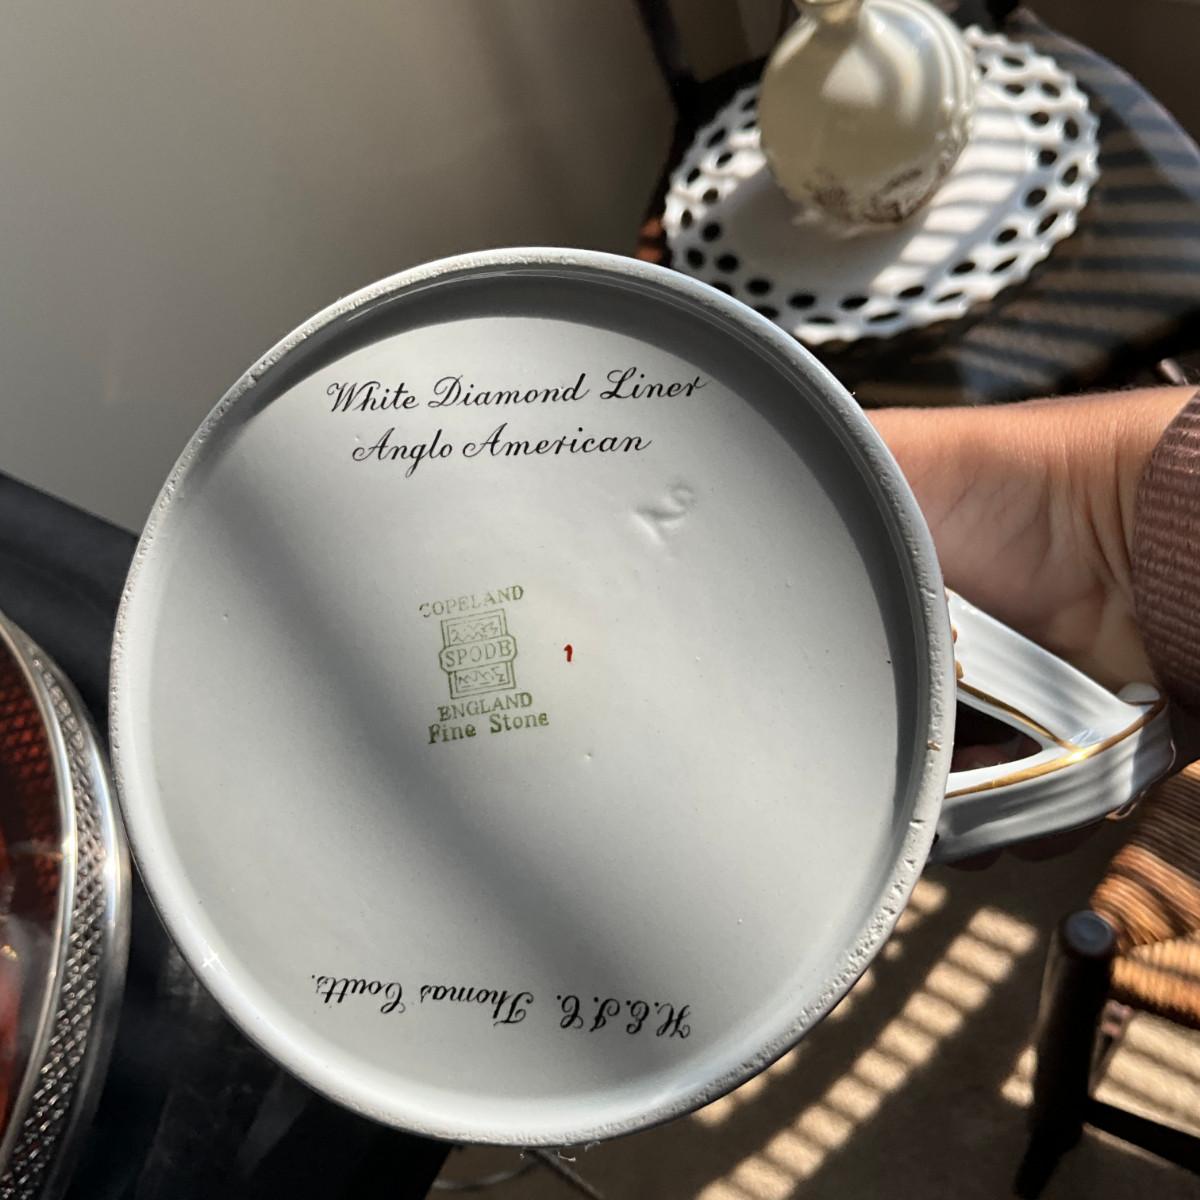 White Diamond Liner
Anglo American
COPELAND
SPODE
1
ENGLAND
Fine Stone
H.E.I.C. Thomas Coutts.